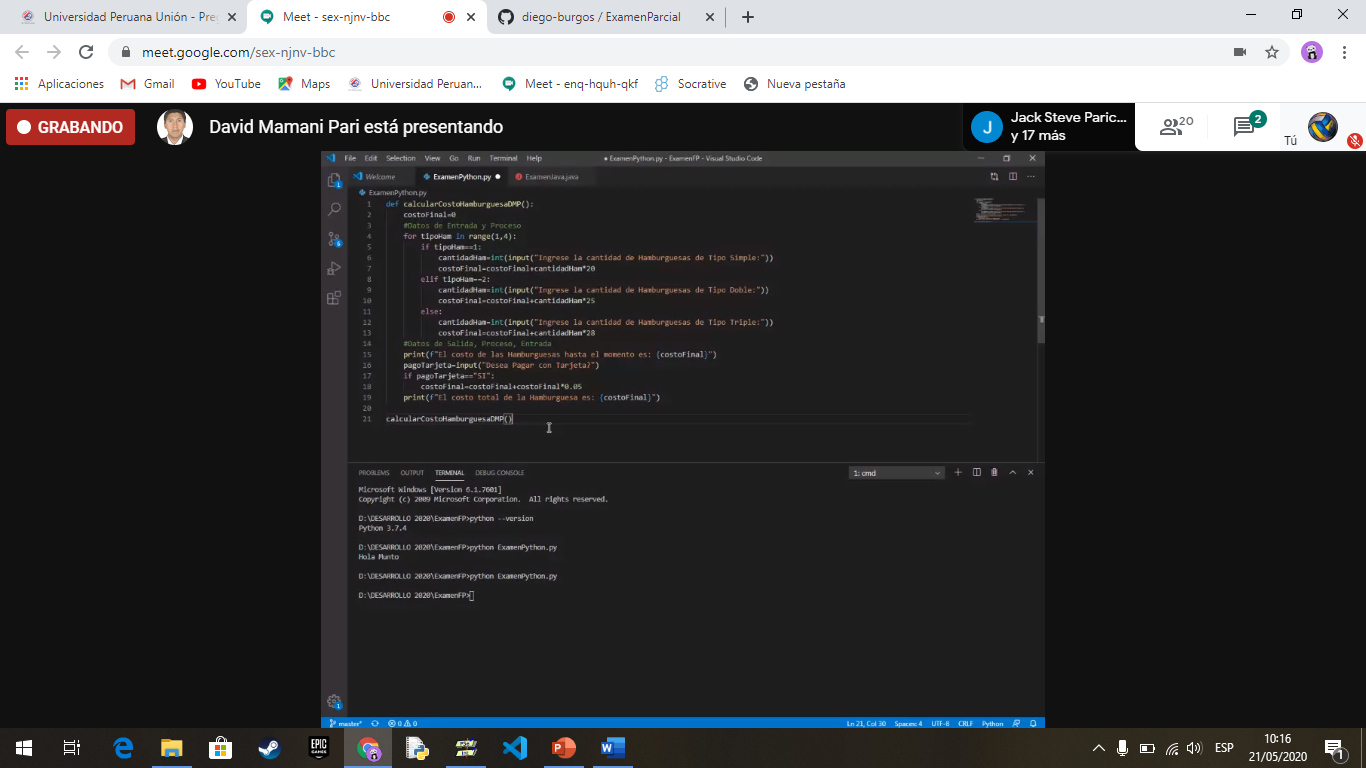 Universidad Peruana Unión - Pre
Meet - sex-njnv-bbc
diego-burgos / ExamenParcial
meet.google.com/sex-njnv-bbc
Aplicaciones
Gmail
YouTube
Maps
Universidad Peruan...
Meet - enq-hquh-qkf
Socrative
Nueva pestaña
GRABANDO
David Mamani Pari está presentando
J
Jack Steve Paric...
y 17 más
20
2
Tú
File Edit Selection View Go Run Terminal Help
● ExamenPython.py - ExamenFP - Visual Studio Code
Welcome
ExamenPython.py ●
ExamenJava.java
ExamenPython.py
1 def calcularCostoHamburguesaDMP():
2 costoFinal=0
3 #Datos de Entrada y Proceso
4 for tipoHam in range(1,4):
5 if tipoHam==1:
6 cantidadHam=int(input("Ingrese la cantidad de Hamburguesas de Tipo Simple:"))
7 costoFinal=costoFinal+cantidadHam*20
8 elif tipoHam==2:
9 cantidadHam=int(input("Ingrese la cantidad de Hamburguesas de Tipo Doble:"))
10 costoFinal=costoFinal+cantidadHam*25
11 else:
12 cantidadHam=int(input("Ingrese la cantidad de Hamburguesas de Tipo Triple:"))
13 costoFinal=costoFinal+cantidadHam*28
14 #Datos de Salida, Proceso, Entrada
15 print(f"El costo de las Hamburguesas hasta el momento es: {costoFinal}")
16 pagoTarjeta=input("Desea Pagar con Tarjeta?")
17 if pagoTarjeta=="SI":
18 costoFinal=costoFinal+costoFinal*0.05
19 print(f"El costo total de la Hamburguesa es: {costoFinal}")
20
21 calcularCostoHamburguesaDMP()
PROBLEMS OUTPUT TERMINAL DEBUG CONSOLE
1: cmd
Microsoft Windows [Version 6.1.7601]
Copyright (c) 2009 Microsoft Corporation. All rights reserved.
D:\DESARROLLO 2020\ExamenFP>python --version
Python 3.7.4
D:\DESARROLLO 2020\ExamenFP>python ExamenPython.py
Hola Munto
D:\DESARROLLO 2020\ExamenFP>python ExamenPython.py
D:\DESARROLLO 2020\ExamenFP>
master*
0 0
Ln 21, Col 30 Spaces: 4 UTF-8 CRLF Python
EPIC
GAMES
ESP
10:16
21/05/2020
1